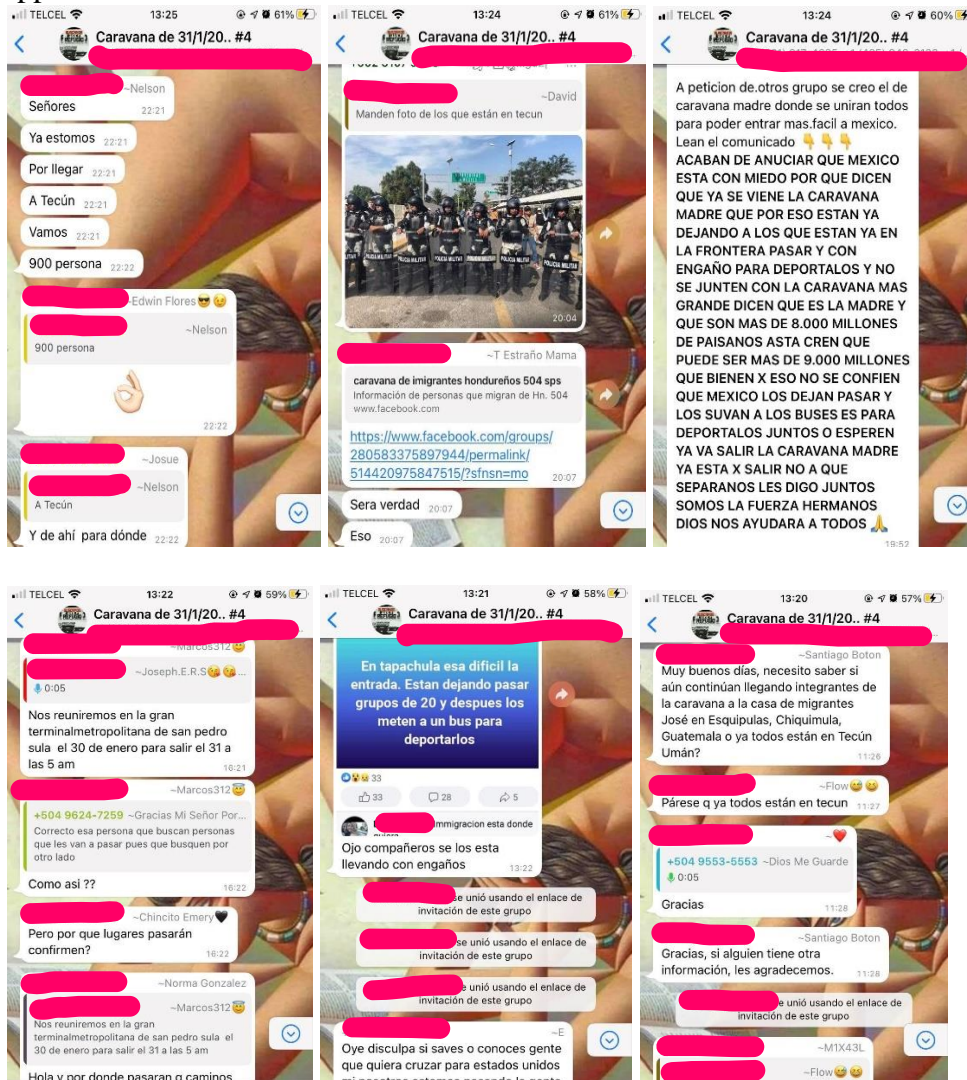 TELCEL 13:25 61%
Caravana de 31/1/20.. #4
~Nelson
Señores 22:21
Ya estomos 22:21
Por llegar 22:21
A Tecún 22:21
Vamos 22:21
900 persona 22:22
~Edwin Flores😎😉
~Nelson
900 persona
👌🏻
22:22
~Josue
~Nelson
A Tecún
Y de ahí para dónde 22:22
TELCEL 13:24 61%
Caravana de 31/1/20.. #4
~David
Manden foto de los que están en tecun
POLICIA MILITAR
POLICIA MILITAR
POLICIA MILITAR
20:04
~T Estraño Mama
caravana de imigrantes hondureños 504 sps
Información de personas que migran de Hn. 504
www.facebook.com
https://www.facebook.com/groups/
280583375897944/permalink/
514420975847515/?sfnsn=mo 20:07
Sera verdad 20:07
Eso 20:07
TELCEL 13:24 60%
Caravana de 31/1/20.. #4
A peticion de.otros grupo se creo el de
caravana madre donde se uniran todos
para poder entrar mas.facil a mexico.
Lean el comunicado 👇👇👇
ACABAN DE ANUCIAR QUE MEXICO
ESTA CON MIEDO POR QUE DICEN
QUE YA SE VIENE LA CARAVANA
MADRE QUE POR ESO ESTAN YA
DEJANDO A LOS QUE ESTAN YA EN
LA FRONTERA PASAR Y CON
ENGAÑO PARA DEPORTALOS Y NO
SE JUNTEN CON LA CARAVANA MAS
GRANDE DICEN QUE ES LA MADRE Y
QUE SON MAS DE 8.000 MILLONES
DE PAISANOS ASTA CREN QUE
PUEDE SER MAS DE 9.000 MILLONES
QUE BIENEN X ESO NO SE CONFIEN
QUE MEXICO LOS DEJAN PASAR Y
LOS SUVAN A LOS BUSES ES PARA
DEPORTALOS JUNTOS O ESPEREN
YA VA SALIR LA CARAVANA MADRE
YA ESTA X SALIR NO A QUE
SEPARANOS LES DIGO JUNTOS
SOMOS LA FUERZA HERMANOS
DIOS NOS AYUDARA A TODOS 🙏
19:52
TELCEL 13:22 59%
Caravana de 31/1/20.. #4
~Marcos312😇
~Joseph.E.R.S😘😘...
0:05
Nos reuniremos en la gran
terminalmetropolitana de san pedro
sula el 30 de enero para salir el 31 a
las 5 am 16:21
~Marcos312😇
+504 9624-7259 ~Gracias Mi Señor Por...
Correcto esa persona que buscan personas
que les van a pasar pues que busquen por
otro lado
Como asi ?? 16:22
~Chincito Emery🖤
Pero por que lugares pasarán
confirmen? 16:22
~Norma Gonzalez
~Marcos312😇
Nos reuniremos en la gran
terminalmetropolitana de san pedro sula el
30 de enero para salir el 31 a las 5 am
Hola y por donde pasaran q caminos
TELCEL 13:21 58%
Caravana de 31/1/20.. #4
En tapachula esa dificil la
entrada. Estan dejando pasar
grupos de 20 y despues los
meten a un bus para
deportarlos
33
33 28 5
mmigracion esta donde
Ojo compañeros se los esta
llevando con engaños 13:22
se unió usando el enlace de
invitación de este grupo
se unió usando el enlace de
invitación de este grupo
e unió usando el enlace de
invitación de este grupo
~E
Oye disculpa si saves o conoces gente
que quiera cruzar para estados unidos
TELCEL 13:20 57%
Caravana de 31/1/20.. #4
~Santiago Boton
Muy buenos días, necesito saber si
aún continúan llegando integrantes de
la caravana a la casa de migrantes
José en Esquipulas, Chiquimula,
Guatemala o ya todos están en Tecún
Umán? 11:26
~Flow😅😀
Párese q ya todos están en tecun 11:27
~❤️
+504 9553-5553 ~Dios Me Guarde
0:05
Gracias 11:28
~Santiago Boton
Gracias, si alguien tiene otra
información, les agradecemos. 11:28
e unió usando el enlace de
invitación de este grupo
~M1X43L
~Flow😅😀